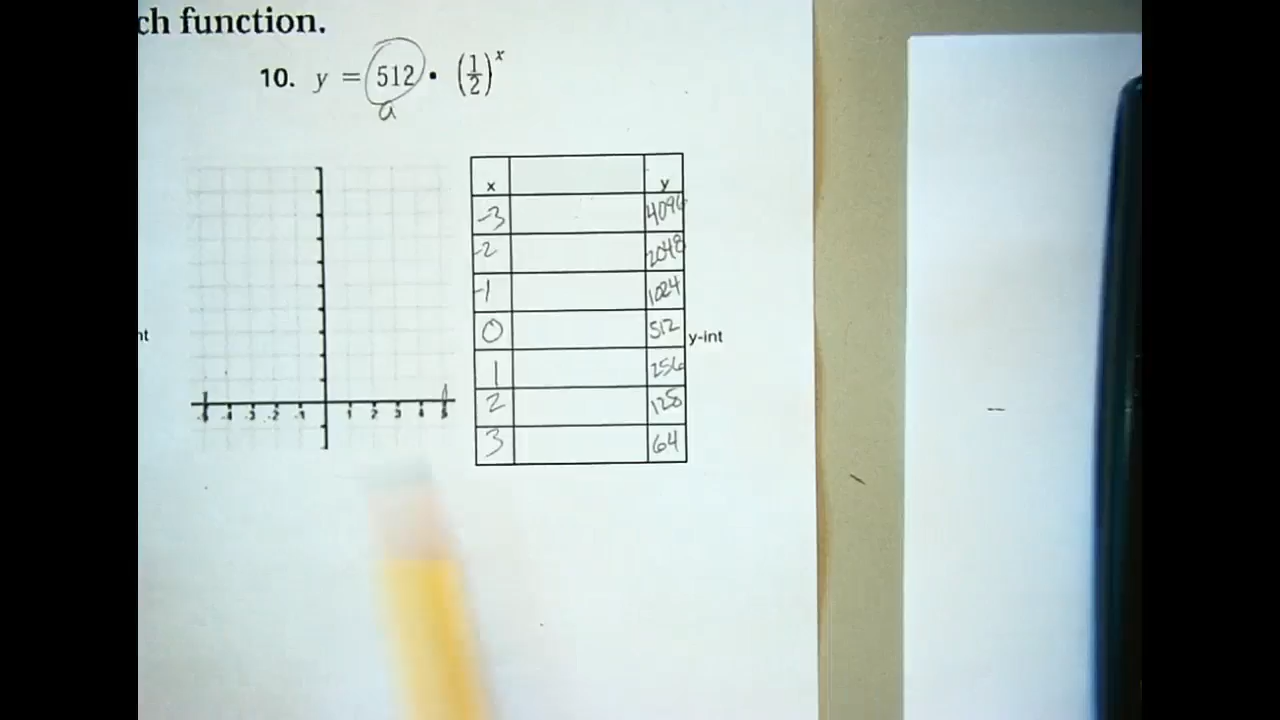 ch function.
10. y = 512 • (1/2)^x
a
x y
-3 4096
-2 2048
-1 1024
0 512 y-int
1 256
2 128
3 64
nt
-5 -4 -3 -2 -1 1 2 3 4 5